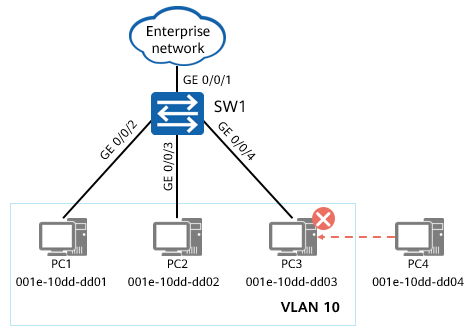 Enterprise
network
GE 0/0/1
SW1
GE 0/0/2
GE 0/0/3
GE 0/0/4
PC1
PC2
PC3
PC4
001e-10dd-dd01
001e-10dd-dd02
001e-10dd-dd03
001e-10dd-dd04
VLAN 10